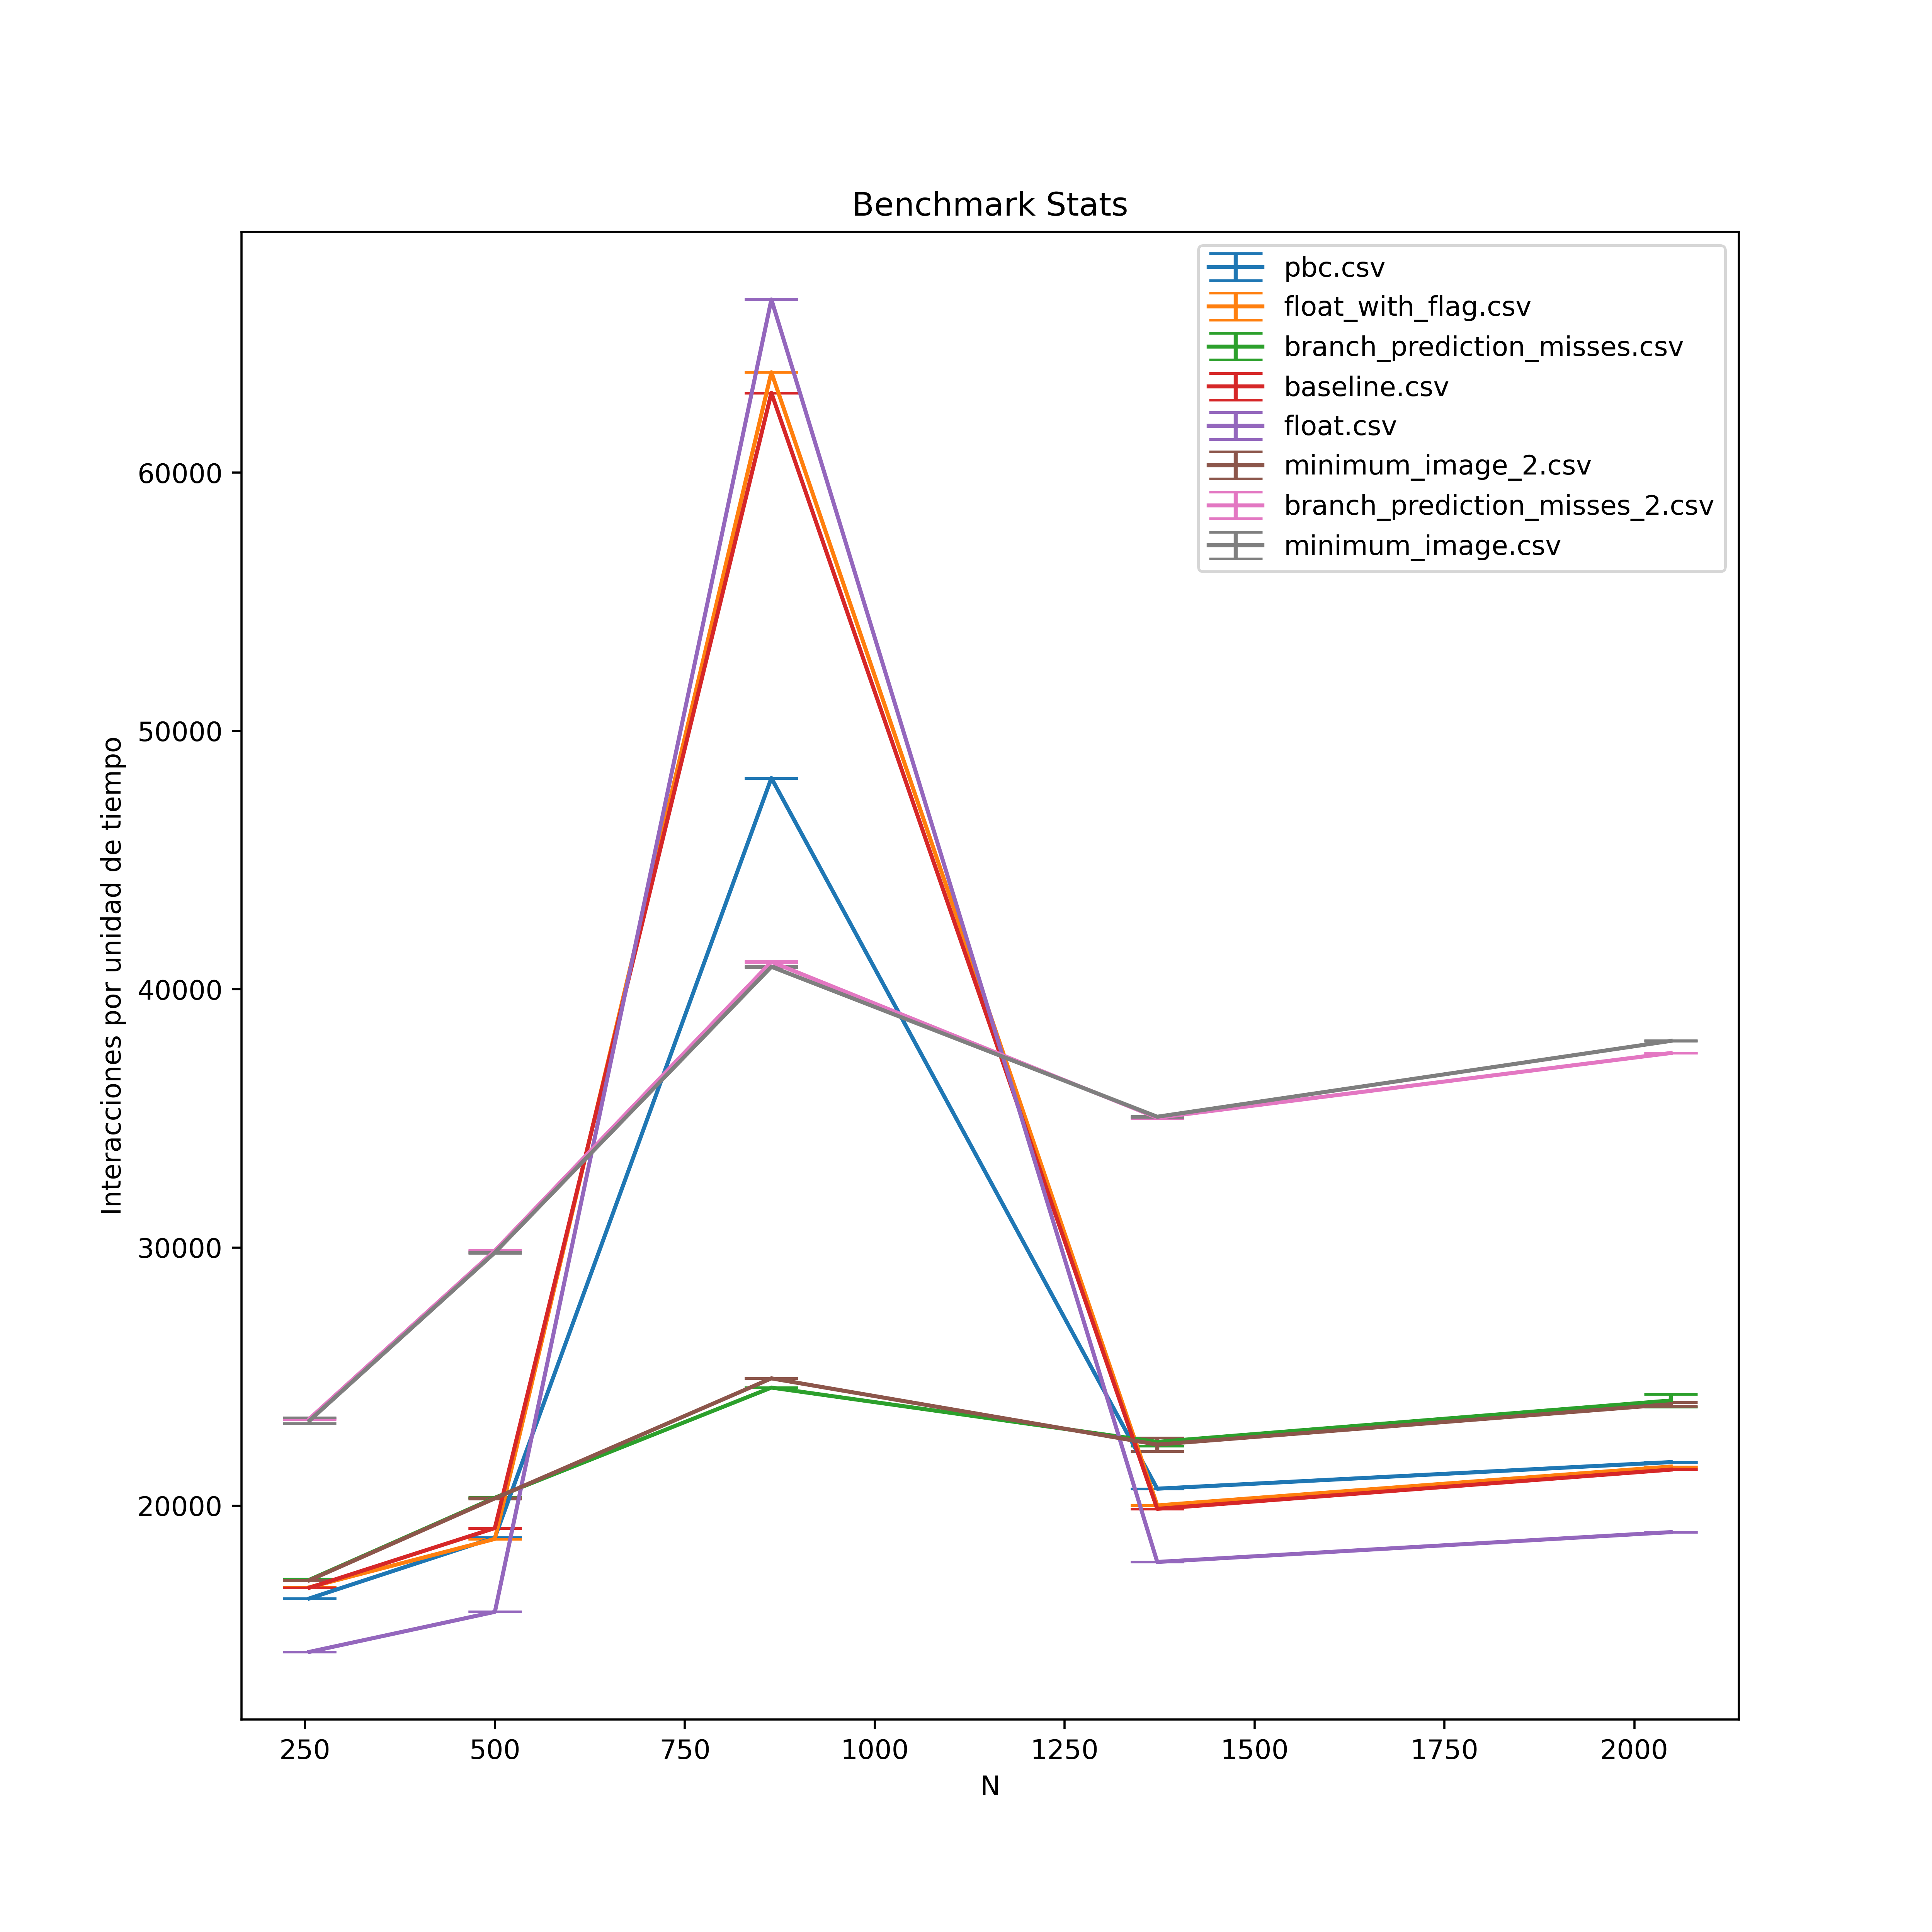 Benchmark Stats
pbc.csv
float_with_flag.csv
branch_prediction_misses.csv
baseline.csv
float.csv
minimum_image_2.csv
branch_prediction_misses_2.csv
minimum_image.csv
Interacciones por unidad de tiempo
60000
50000
40000
30000
20000
250 500 750 1000 1250 1500 1750 2000
N